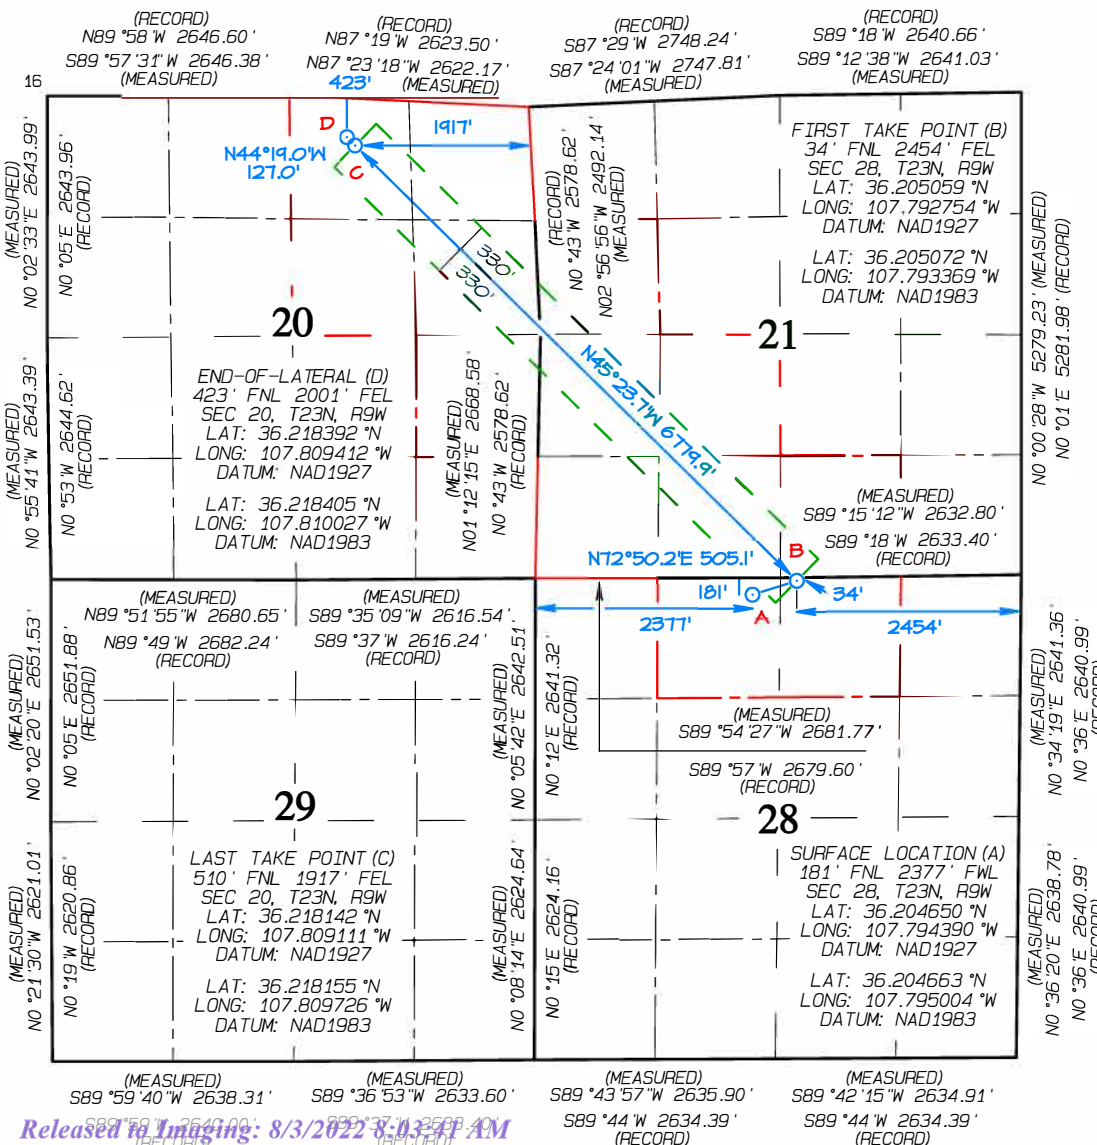 (RECORD)
N89°58'W 2646.60'
S89°57'31"W 2646.38'
(MEASURED)
(RECORD)
N87°19'W 2623.50'
N87°23'18"W 2622.17'
(MEASURED)
(RECORD)
S87°29'W 2748.24'
S87°24'01"W 2747.81'
(MEASURED)
(RECORD)
S89°18'W 2640.66'
S89°12'38"W 2641.03'
(MEASURED)
16
423'
D
1917'
N44°19.0'W
127.0'
C
(MEASURED)
N0°02'33"E 2643.99'
N0°05'E 2643.96'
(RECORD)
(RECORD)
N0°43'W 2578.62'
N02°56'56"W 2492.14'
(MEASURED)
FIRST TAKE POINT (B)
34' FNL 2454' FEL
SEC 28, T23N, R9W
LAT: 36.205059 °N
LONG: 107.792754 °W
DATUM: NAD1927
LAT: 36.205072 °N
LONG: 107.793369 °W
DATUM: NAD1983
N0°00'28"W 5279.23' (MEASURED)
N0°01'E 5281.98' (RECORD)
330'
330'
20
21
END-OF-LATERAL (D)
423' FNL 2001' FEL
SEC 20, T23N, R9W
LAT: 36.218392 °N
LONG: 107.809412 °W
DATUM: NAD1927
LAT: 36.218405 °N
LONG: 107.810027 °W
DATUM: NAD1983
(MEASURED)
N0°55'41"W 2643.39'
N0°53'W 2644.62'
(RECORD)
(MEASURED)
N01°12'15"E 2668.58'
N0°43'W 2578.62'
(RECORD)
N45°23.7'W 6779.9'
(MEASURED)
S89°15'12"W 2632.80'
S89°18'W 2633.40'
(RECORD)
N72°50.2'E 505.1'
B
181'
34'
A
2377'
2454'
(MEASURED)
N89°51'55"W 2680.65'
N89°49'W 2682.24'
(RECORD)
(MEASURED)
S89°35'09"W 2616.54'
S89°37'W 2616.24'
(RECORD)
(MEASURED)
N0°02'20"E 2651.53'
N0°05'E 2651.88'
(RECORD)
(MEASURED)
N0°05'42"E 2642.51'
N0°12'E 2641.32'
(RECORD)
(MEASURED)
S89°54'27"W 2681.77'
S89°57'W 2679.60'
(RECORD)
(MEASURED)
N0°34'19"E 2641.36'
N0°36'E 2640.99'
29
28
LAST TAKE POINT (C)
510' FNL 1917' FEL
SEC 20, T23N, R9W
LAT: 36.218142 °N
LONG: 107.809111 °W
DATUM: NAD1927
LAT: 36.218155 °N
LONG: 107.809726 °W
DATUM: NAD1983
SURFACE LOCATION (A)
181' FNL 2377' FWL
SEC 28, T23N, R9W
LAT: 36.204650 °N
LONG: 107.794390 °W
DATUM: NAD1927
LAT: 36.204663 °N
LONG: 107.795004 °W
DATUM: NAD1983
(MEASURED)
N0°21'30"W 2621.01'
N0°19'W 2620.86'
(RECORD)
(MEASURED)
N0°08'14"E 2624.64'
N0°15'E 2624.16'
(RECORD)
(MEASURED)
N0°36'20"E 2638.78'
N0°36'E 2640.99'
(MEASURED)
S89°59'40"W 2638.31'
(MEASURED)
S89°36'53"W 2633.60'
(MEASURED)
S89°43'57"W 2635.90'
S89°44'W 2634.39'
(RECORD)
(MEASURED)
S89°42'15"W 2634.91'
S89°44'W 2634.39'
(RECORD)
Released to Imaging: 8/3/2022 8:03:41 AM